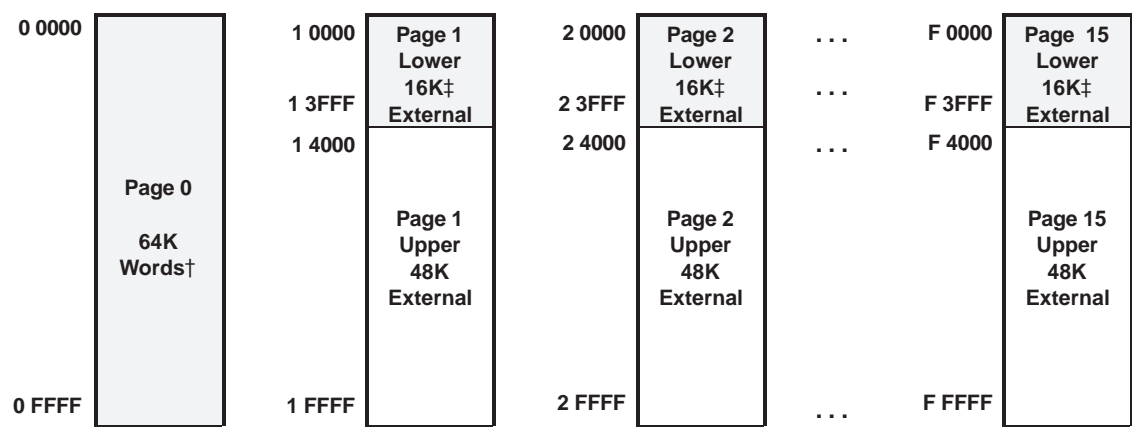 0 0000
Page 0
64K
Words†
0 FFFF
1 0000
Page 1
Lower
16K‡
External
1 3FFF
1 4000
Page 1
Upper
48K
External
1 FFFF
2 0000
Page 2
Lower
16K‡
External
2 3FFF
2 4000
Page 2
Upper
48K
External
2 FFFF
. . .
. . .
. . .
. . .
F 0000
Page 15
Lower
16K‡
External
F 3FFF
F 4000
Page 15
Upper
48K
External
F FFFF